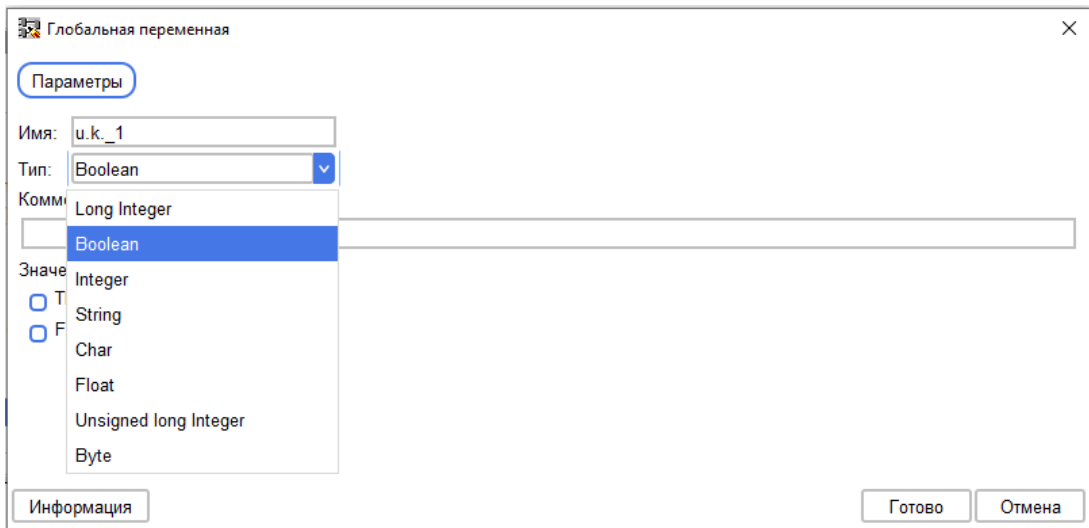 Глобальная переменная
Параметры
Имя: u.k._1
Тип: Boolean
Long Integer
Boolean
Integer
String
Char
Float
Unsigned long Integer
Byte
Информация
Готово
Отмена